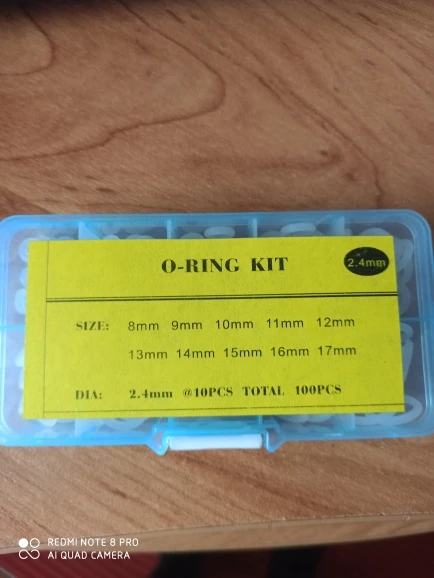 O-RING KIT
2.4mm
SIZE: 8mm 9mm 10mm 11mm 12mm
13mm 14mm 15mm 16mm 17mm
DIA: 2.4mm @10PCS TOTAL 100PCS
REDMI NOTE 8 PRO
AI QUAD CAMERA